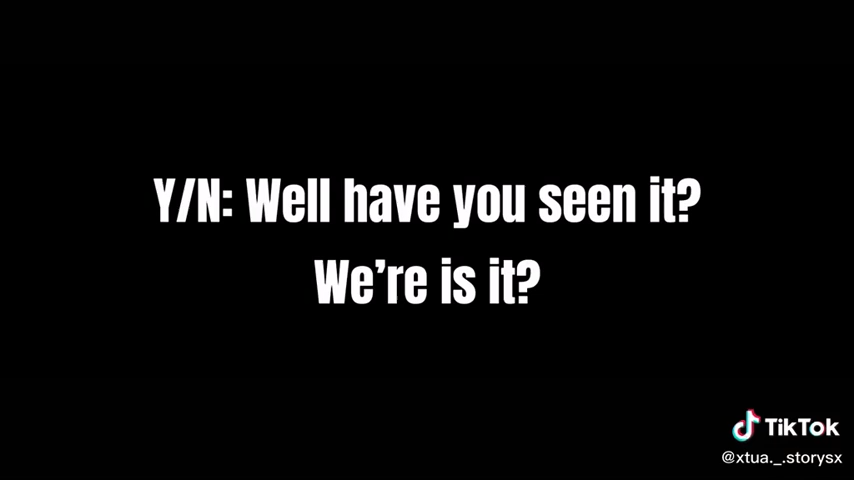 Y/N: Well have you seen it?
We're is it?
TikTok
@xtua._.storysx